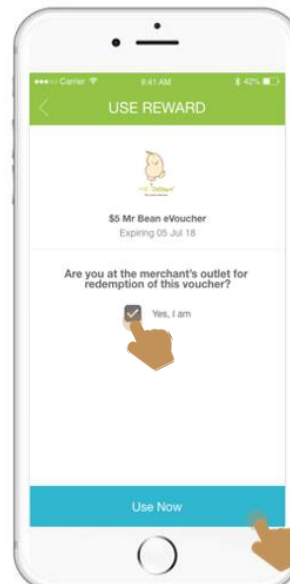 Carrier 9:41 AM 42%
USE REWARD
$5 Mr Bean eVoucher
Expiring 05 Jul 18
Are you at the merchant's outlet for
redemption of this voucher?
Yes, I am
Use Now